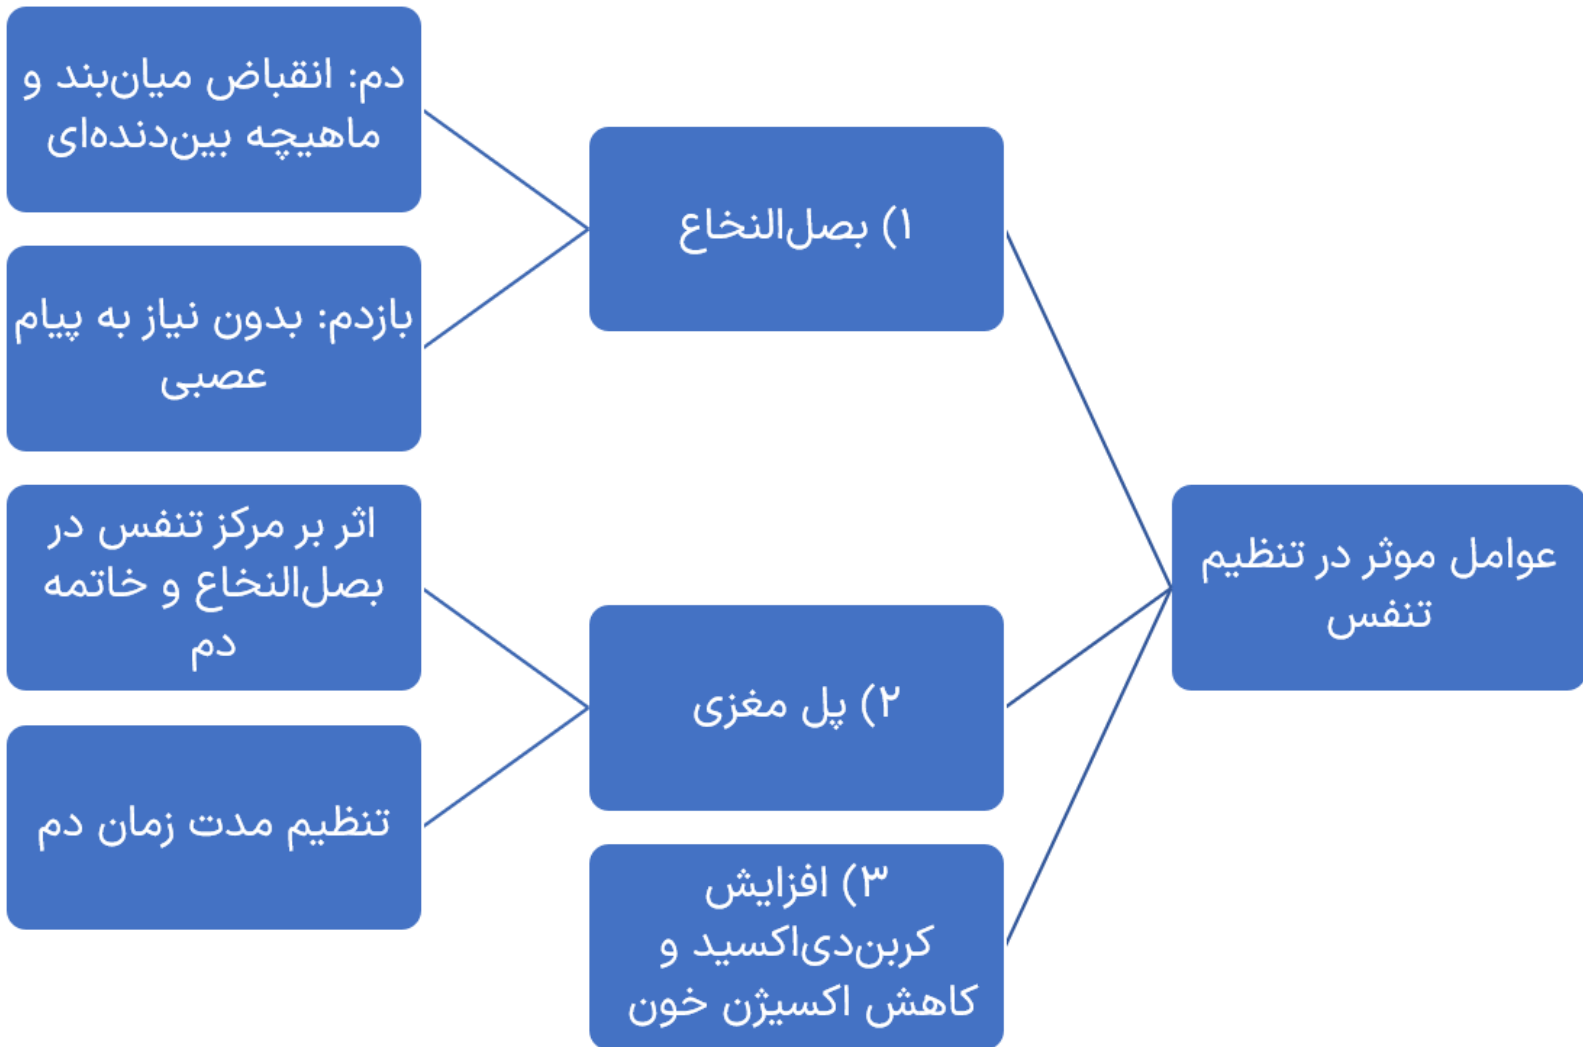 عوامل موثر در تنظیم
تنفس
۱) بصل‌النخاع
دم: انقباض میان‌بند و
ماهیچه بین‌دنده‌ای
بازدم: بدون نیاز به پیام
عصبی
۲) پل مغزی
اثر بر مرکز تنفس در
بصل‌النخاع و خاتمه
دم
تنظیم مدت زمان دم
۳) افزایش
کربن‌دی‌اکسید و
کاهش اکسیژن خون